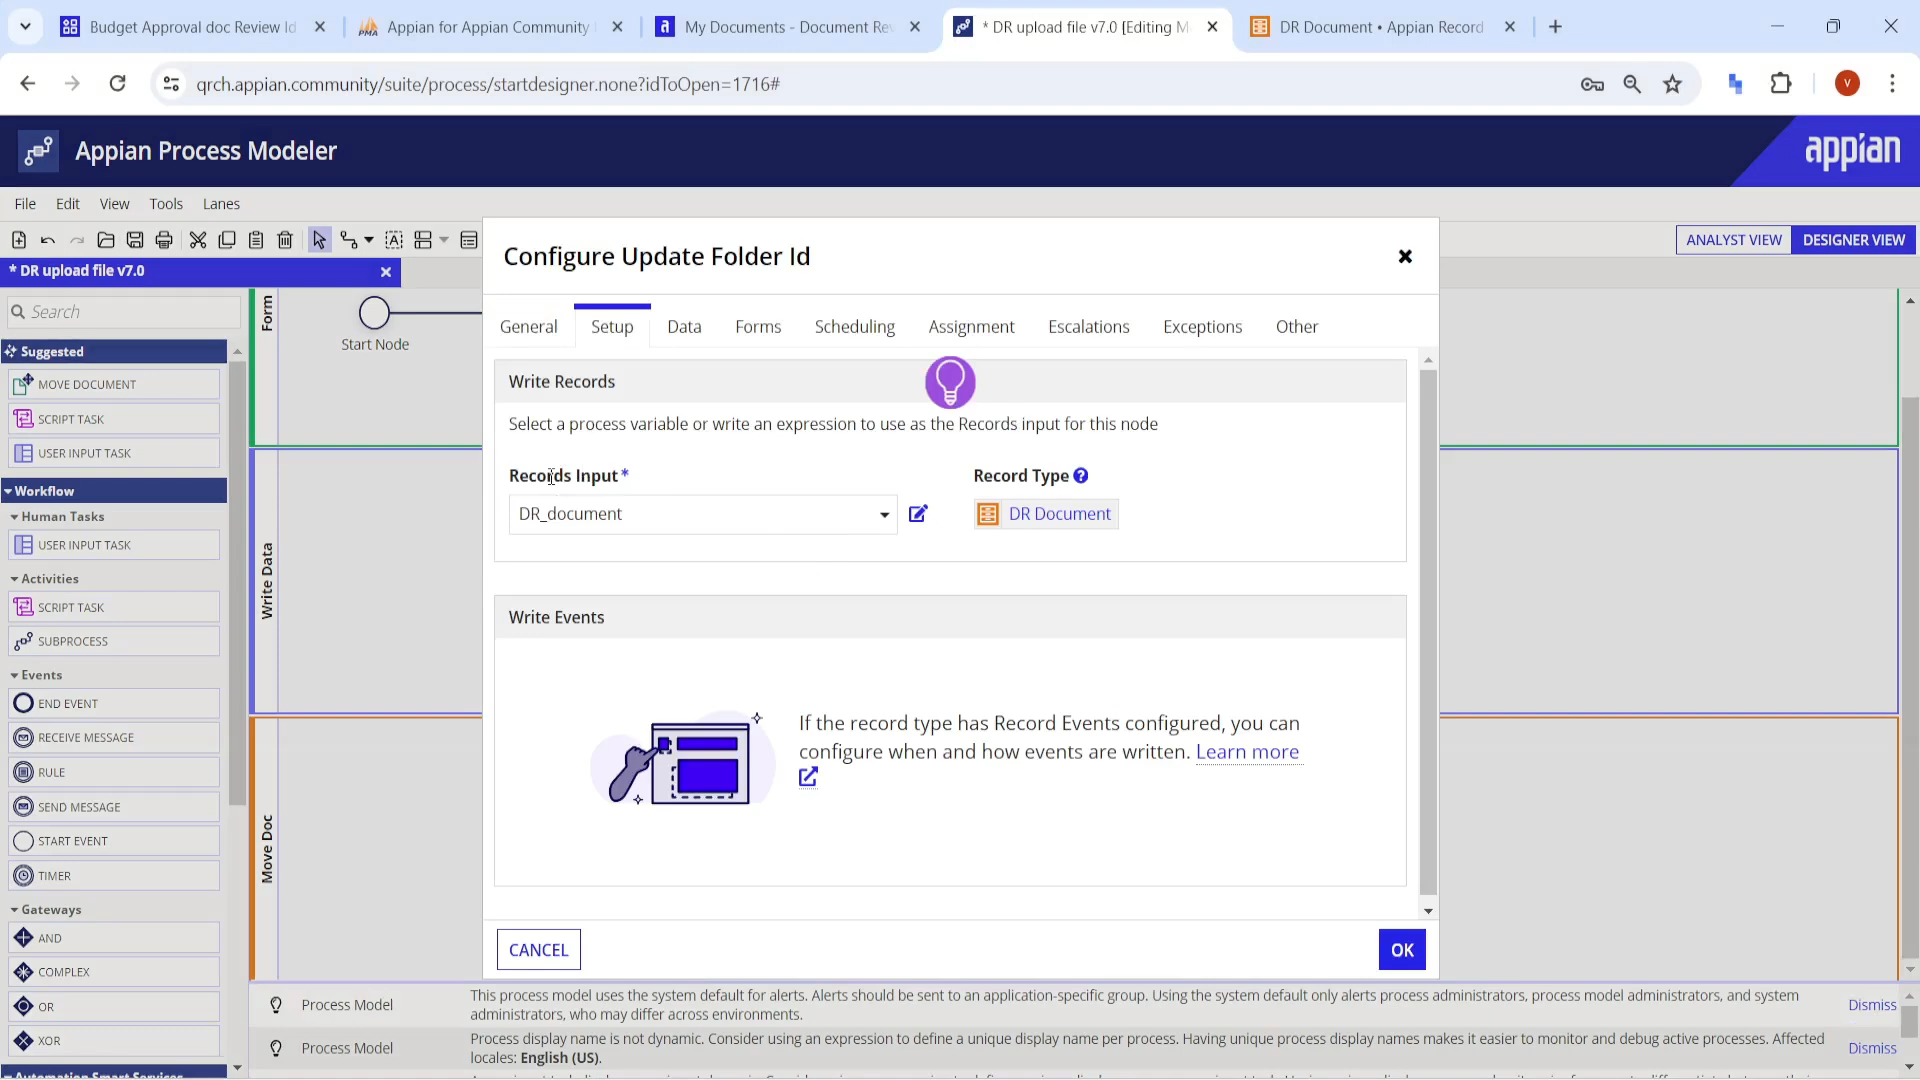 Budget Approval doc Review Id
Appian for Appian Community
My Documents - Document Rev
* DR upload file v7.0 [Editing M
DR Document • Appian Record
qrch.appian.community/suite/process/startdesigner.none?idToOpen=1716#
V
Appian Process Modeler
appian
File Edit View Tools Lanes
ANALYST VIEW DESIGNER VIEW
* DR upload file v7.0
Search
Suggested
MOVE DOCUMENT
SCRIPT TASK
USER INPUT TASK
Workflow
Human Tasks
USER INPUT TASK
Activities
SCRIPT TASK
SUBPROCESS
Events
END EVENT
RECEIVE MESSAGE
RULE
SEND MESSAGE
START EVENT
TIMER
Gateways
AND
COMPLEX
OR
XOR
Automation Smart Services
Form
Start Node
Write Data
Move Doc
Configure Update Folder Id
General Setup Data Forms Scheduling Assignment Escalations Exceptions Other
Write Records
Select a process variable or write an expression to use as the Records input for this node
Records Input * Record Type
DR_document DR Document
Write Events
If the record type has Record Events configured, you can
configure when and how events are written. Learn more
CANCEL OK
Process Model
This process model uses the system default for alerts. Alerts should be sent to an application-specific group. Using the system default only alerts process administrators, process model administrators, and system
administrators, who may differ across environments.
Dismiss
Process Model
Process display name is not dynamic. Consider using an expression to define a unique display name per process. Having unique process display names makes it easier to monitor and debug active processes. Affected
locales: English (US).
Dismiss